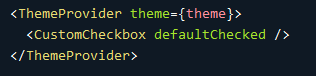 <ThemeProvider theme={theme}>
  <CustomCheckbox defaultChecked />
</ThemeProvider>